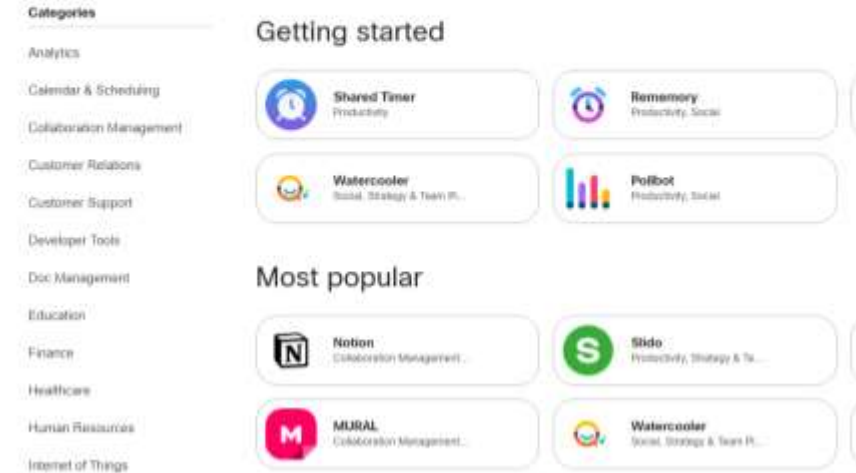 Categories
Analytics
Calendar & Scheduling
Collaboration Management
Customer Relations
Customer Support
Developer Tools
Doc Management
Education
Finance
Healthcare
Human Resources
Internet of Things
Getting started
Shared Timer
Productivity
Rememory
Productivity, Social
Watercooler
Social, Strategy & Team Pl...
Pollbot
Productivity, Social
Most popular
N
Notion
Collaboration Management...
S
Slido
Productivity, Strategy & Te...
M
MURAL
Collaboration Management...
Watercooler
Social, Strategy & Team Pl...